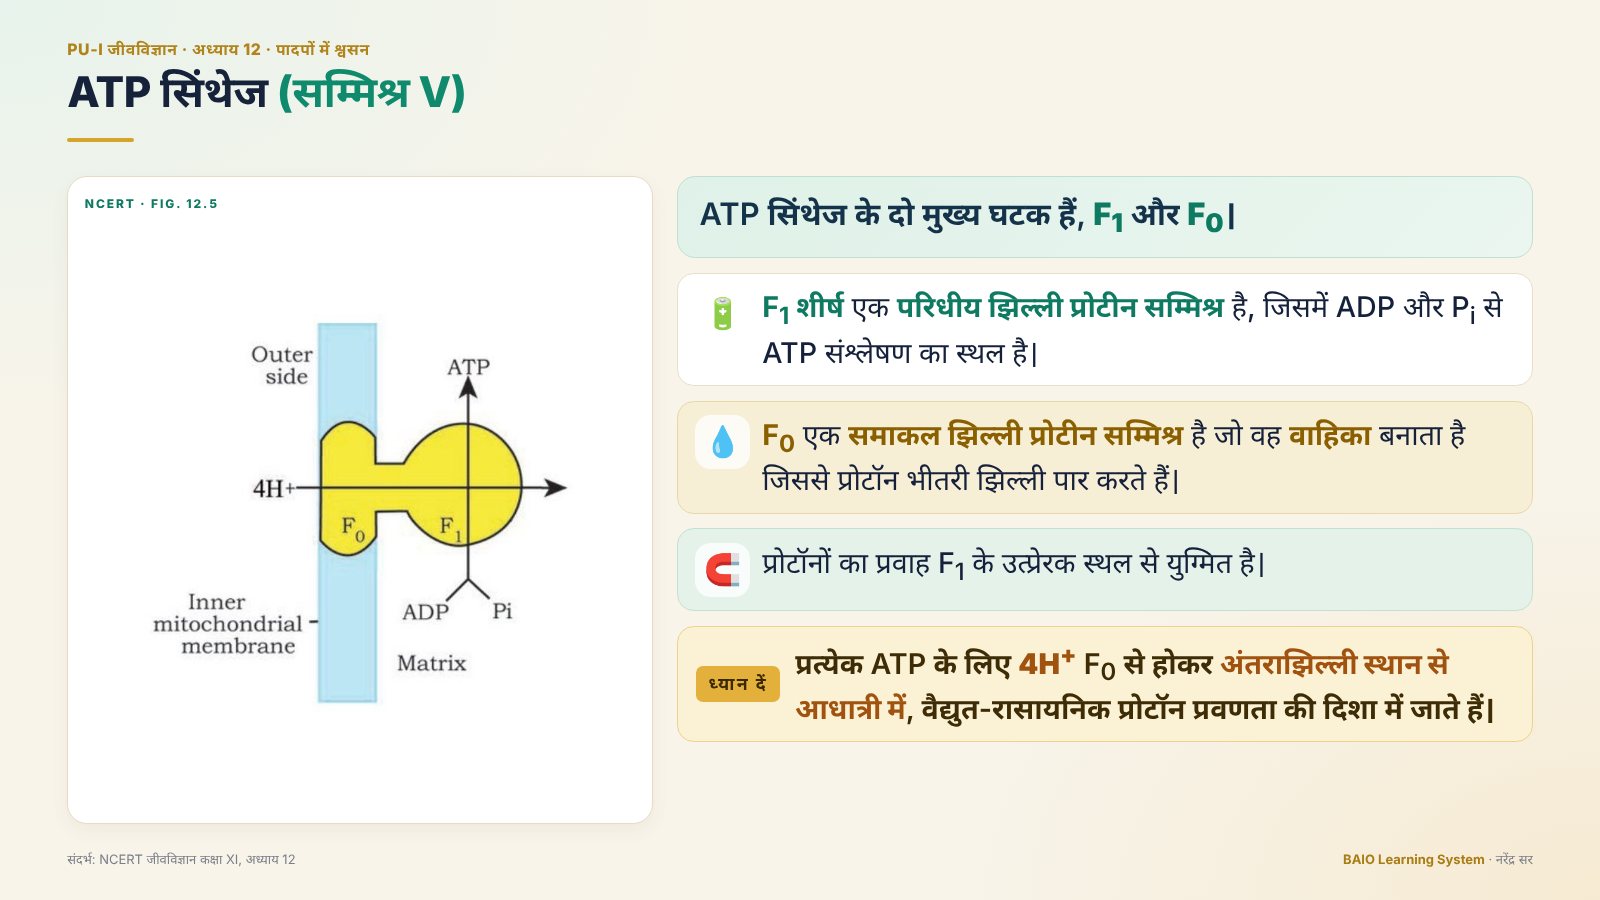 PU-I जीवविज्ञान · अध्याय 12 · पादपों में श्वसन
ATP सिंथेज (सम्मिश्र V)
NCERT · FIG. 12.5
Outer
side
ATP
4H+
F0
F1
ADP
Pi
Inner
mitochondrial
membrane
Matrix
ATP सिंथेज के दो मुख्य घटक हैं, F1 और F0|
F1 शीर्ष एक परिधीय झिल्ली प्रोटीन सम्मिश्र है, जिसमें ADP और Pi से
ATP संश्लेषण का स्थल है|
F0 एक समाकल झिल्ली प्रोटीन सम्मिश्र है जो वह वाहिका बनाता है
जिससे प्रोटॉन भीतरी झिल्ली पार करते हैं|
प्रोटॉनों का प्रवाह F1 के उत्प्रेरक स्थल से युग्मित है|
ध्यान दें
प्रत्येक ATP के लिए 4H+ F0 से होकर अंतराझिल्ली स्थान से
आधात्री में, वैद्युत-रासायनिक प्रोटॉन प्रवणता की दिशा में जाते हैं|
संदर्भ: NCERT जीवविज्ञान कक्षा XI, अध्याय 12
BAIO Learning System · नरेंद्र सर